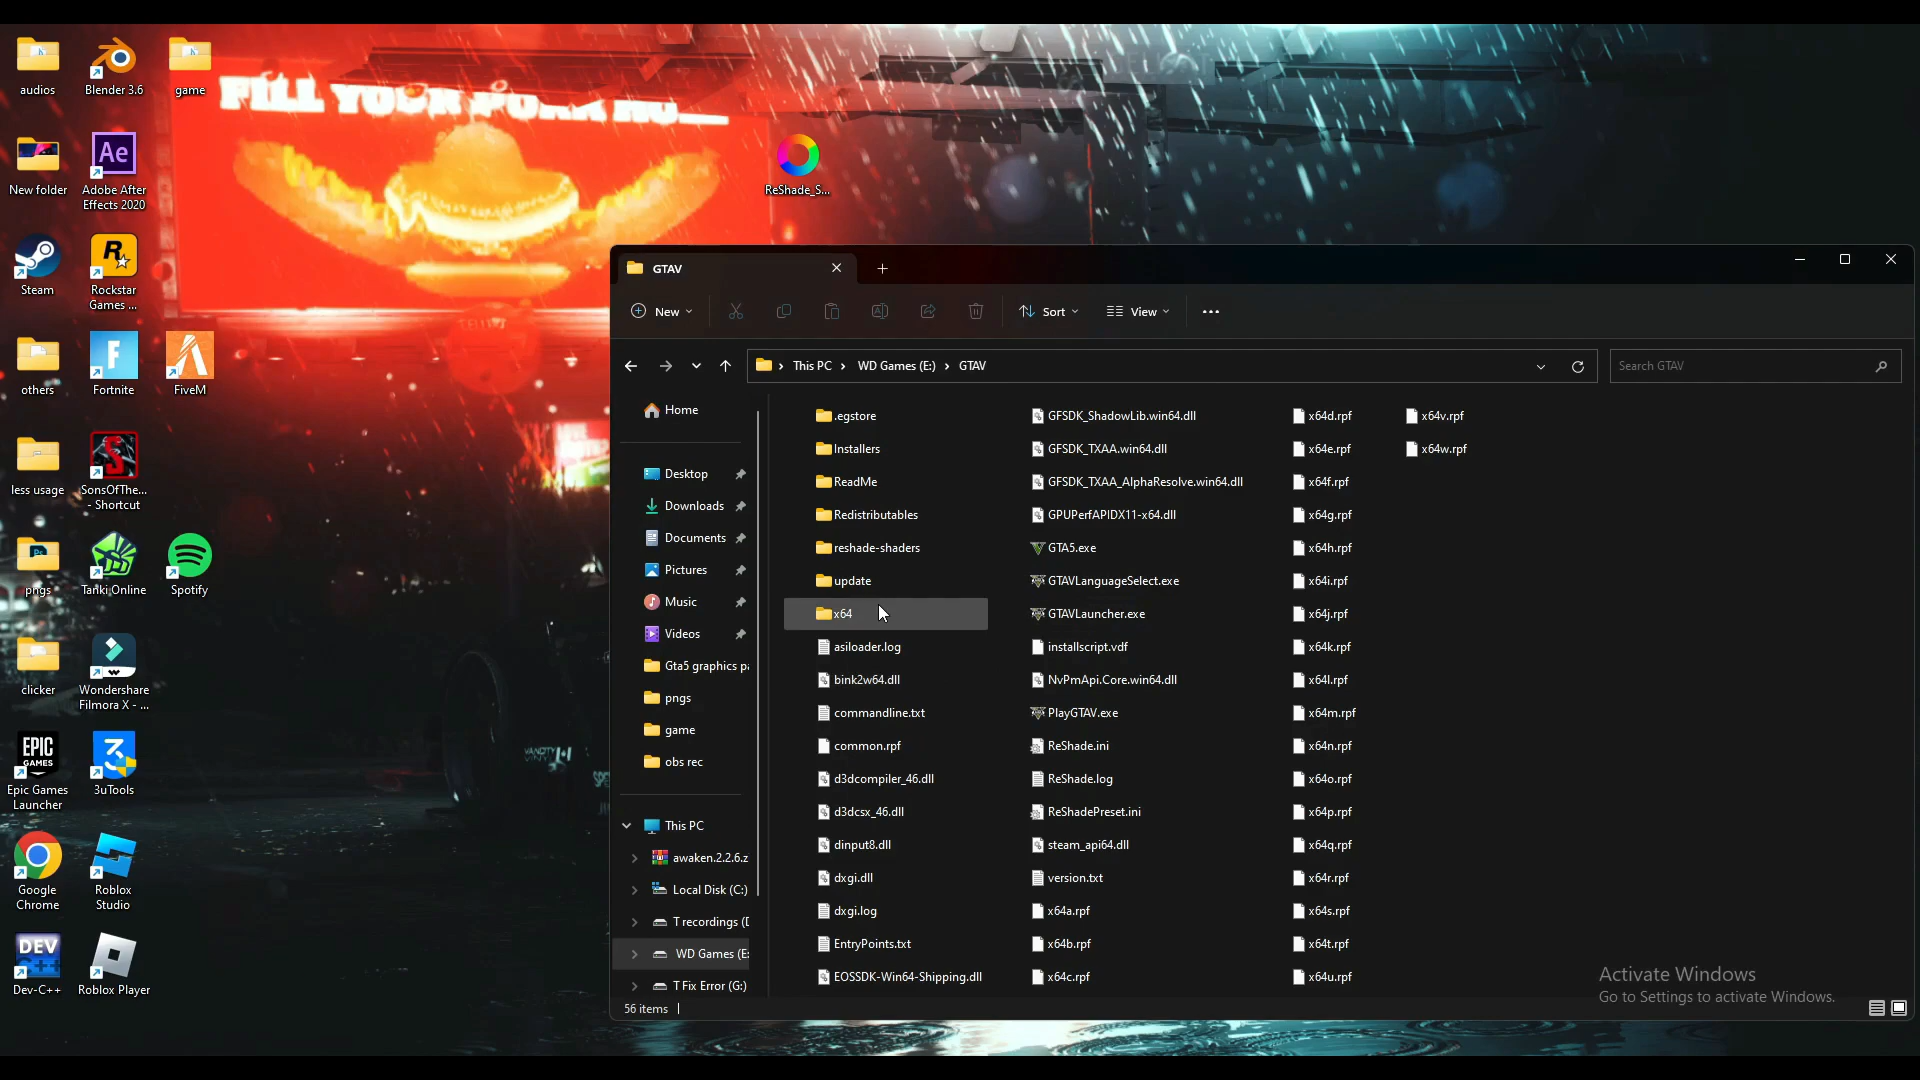 audios
Blender 3.6
game
New folder
Adobe After
Effects 2020
Steam
Rockstar
Games ...
others
Fortnite
FiveM
less usage
SonsOfThe...
- Shortcut
pngs
Tanki Online
Spotify
clicker
Wondershare
Filmora X - ...
EPIC
GAMES
Epic Games
Launcher
3uTools
Google
Chrome
Roblox
Studio
DEV
C++
Dev-C++
Roblox Player
FILL YOUR
ReShade_S...
GTAV
New
Sort
View
This PC
WD Games (E:)
GTAV
Search GTAV
Home
Desktop
Downloads
Documents
Pictures
Music
Videos
Gta5 graphics pa
pngs
game
obs rec
This PC
awaken.2.2.6.z
Local Disk (C:)
T recordings (D
WD Games (E:
T Fix Error (G:)
.egstore
Installers
ReadMe
Redistributables
reshade-shaders
update
x64
asiloader.log
bink2w64.dll
commandline.txt
common.rpf
d3dcompiler_46.dll
d3dcsx_46.dll
dinput8.dll
dxgi.dll
dxgi.log
EntryPoints.txt
EOSSDK-Win64-Shipping.dll
GFSDK_ShadowLib.win64.dll
GFSDK_TXAA.win64.dll
GFSDK_TXAA_AlphaResolve.win64.dll
GPUPerfAPIDX11-x64.dll
GTA5.exe
GTAVLanguageSelect.exe
GTAVLauncher.exe
installscript.vdf
NvPmApi.Core.win64.dll
PlayGTAV.exe
ReShade.ini
ReShade.log
ReShadePreset.ini
steam_api64.dll
version.txt
x64a.rpf
x64b.rpf
x64c.rpf
x64d.rpf
x64e.rpf
x64f.rpf
x64g.rpf
x64h.rpf
x64i.rpf
x64j.rpf
x64k.rpf
x64l.rpf
x64m.rpf
x64n.rpf
x64o.rpf
x64p.rpf
x64q.rpf
x64r.rpf
x64s.rpf
x64t.rpf
x64u.rpf
x64v.rpf
x64w.rpf
56 items
Activate Windows
Go to Settings to activate Windows.